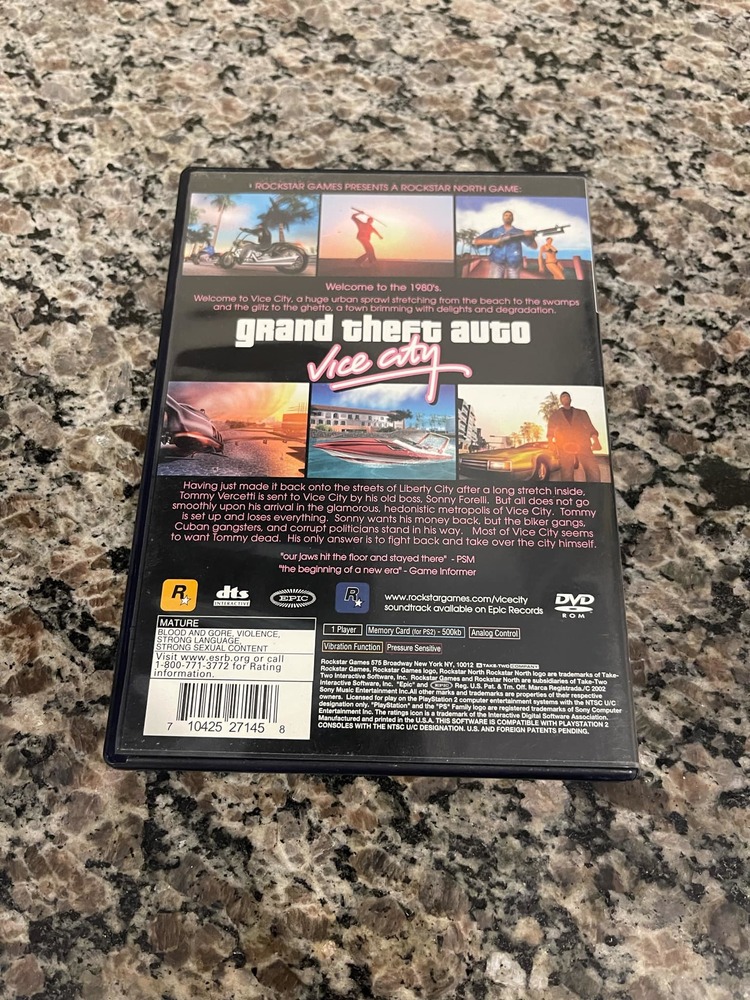 ROCKSTAR GAMES PRESENTS A ROCKSTAR NORTH GAME:
Welcome to the 1980's.
Welcome to Vice City, a huge urban sprawl stretching from the beach to the swamps
and the glitz to the ghetto, a town brimming with delights and degradation.
grand theft auto
vice city
Having just made it back onto the streets of Liberty City after a long stretch inside,
Tommy Vercetti is sent to Vice City by his old boss, Sonny Forelli. But all does not go
smoothly upon his arrival in the glamorous, hedonistic metropolis of Vice City. Tommy
is set up and loses everything. Sonny wants his money back, but the biker gangs,
Cuban gangsters, and corrupt politicians stand in his way. Most of Vice City seems
to want Tommy dead. His only answer is to fight back and take over the city himself.
"our jaws hit the floor and stayed there" - PSM
"the beginning of a new era" - Game Informer
R
dts
INTERACTIVE
EPIC
R
www.rockstargames.com/vicecity
soundtrack available on Epic Records
DVD
ROM
MATURE
BLOOD AND GORE, VIOLENCE,
STRONG LANGUAGE,
STRONG SEXUAL CONTENT
Visit www.esrb.org or call
1-800-771-3772 for Rating
information.
7 10425 27145 8
1 Player Memory Card (for PS2) - 500kb Analog Control
Vibration Function Pressure Sensitive
Rockstar Games 575 Broadway New York NY, 10012 TAKE-TWO COMPANY
Rockstar Games, Rockstar Games logo, Rockstar North Rockstar North logo are trademarks of Take-
Two Interactive Software, Inc. Rockstar Games and Rockstar North are subsidiaries of Take-Two
Interactive Software, Inc. "Epic" and EPIC Reg. U.S. Pat. & Tm. Off. Marca Registrada./C 2002
Sony Music Entertainment Inc.All other marks and trademarks are properties of their respective
owners. Licensed for play on the PlayStation 2 computer entertainment systems with the NTSC U/C
designation only. "PlayStation" and the "PS" Family logo are registered trademarks of Sony Computer
Entertainment Inc. The ratings icon is a trademark of the Interactive Digital Software Association.
Manufactured and printed in the U.S.A. THIS SOFTWARE IS COMPATIBLE WITH PLAYSTATION 2
CONSOLES WITH THE NTSC U/C DESIGNATION. U.S. AND FOREIGN PATENTS PENDING.